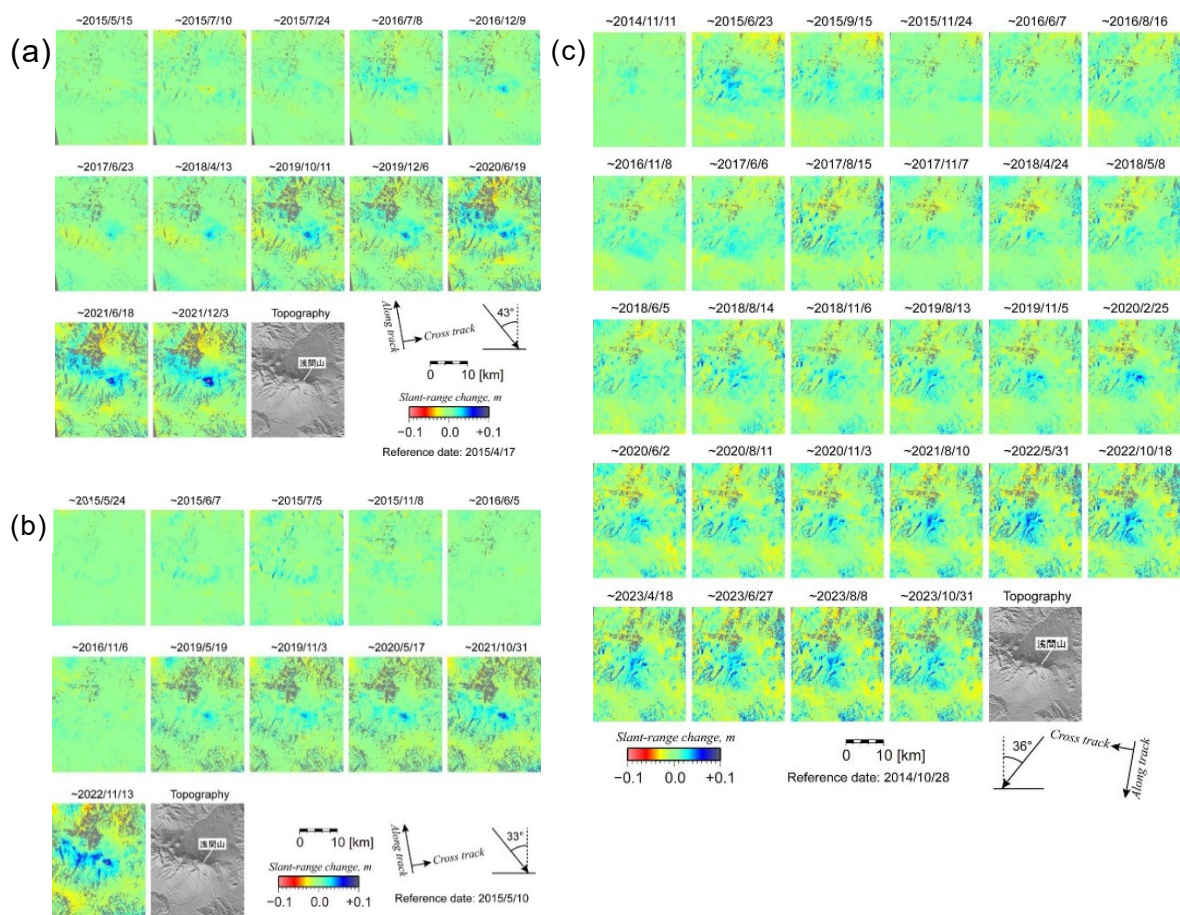 (a)
~2015/5/15 ~2015/7/10 ~2015/7/24 ~2016/7/8 ~2016/12/9
~2017/6/23 ~2018/4/13 ~2019/10/11 ~2019/12/6 ~2020/6/19
~2021/6/18 ~2021/12/3 Topography
浅間山
Along track
Cross track
43°
0 10 [km]
Slant-range change, m
−0.1 0.0 +0.1
Reference date: 2015/4/17
(b)
~2015/5/24 ~2015/6/7 ~2015/7/5 ~2015/11/8 ~2016/6/5
~2016/11/6 ~2019/5/19 ~2019/11/3 ~2020/5/17 ~2021/10/31
~2022/11/13 Topography
浅間山
0 10 [km]
Slant-range change, m
−0.1 0.0 +0.1
Along track
Cross track
33°
Reference date: 2015/5/10
(c)
~2014/11/11 ~2015/6/23 ~2015/9/15 ~2015/11/24 ~2016/6/7 ~2016/8/16
~2016/11/8 ~2017/6/6 ~2017/8/15 ~2017/11/7 ~2018/4/24 ~2018/5/8
~2018/6/5 ~2018/8/14 ~2018/11/6 ~2019/8/13 ~2019/11/5 ~2020/2/25
~2020/6/2 ~2020/8/11 ~2020/11/3 ~2021/8/10 ~2022/5/31 ~2022/10/18
~2023/4/18 ~2023/6/27 ~2023/8/8 ~2023/10/31 Topography
浅間山
Slant-range change, m
−0.1 0.0 +0.1
0 10 [km]
Reference date: 2014/10/28
36°
Cross track
Along track